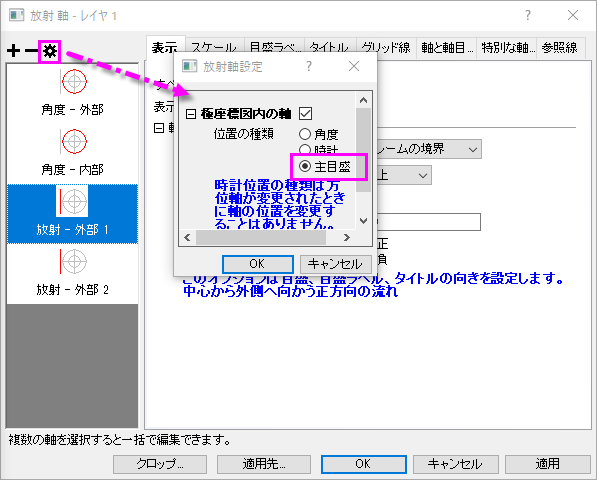 放射 軸 - レイヤ 1
表示 スケール 目盛ラベ... タイトル グリッド線 軸と軸目... 特別な軸... 参照線
角度 - 外部
角度 - 内部
放射 - 外部 1
放射 - 外部 2
放射軸設定
極座標図内の軸
位置の種類
角度
時計
主目盛
時計位置の種類は方
位軸が変更されたとき
に軸の位置を変更す
ることはありません。
OK キャンセル
表示
レームの境界
上
正
負
このオプションは目盛、目盛ラベル、タイトルの向きを設定します。
中心から外側へ向かう正方向の流れ
複数の軸を選択すると一括で編集できます。
クロップ... 適用先... OK キャンセル 適用